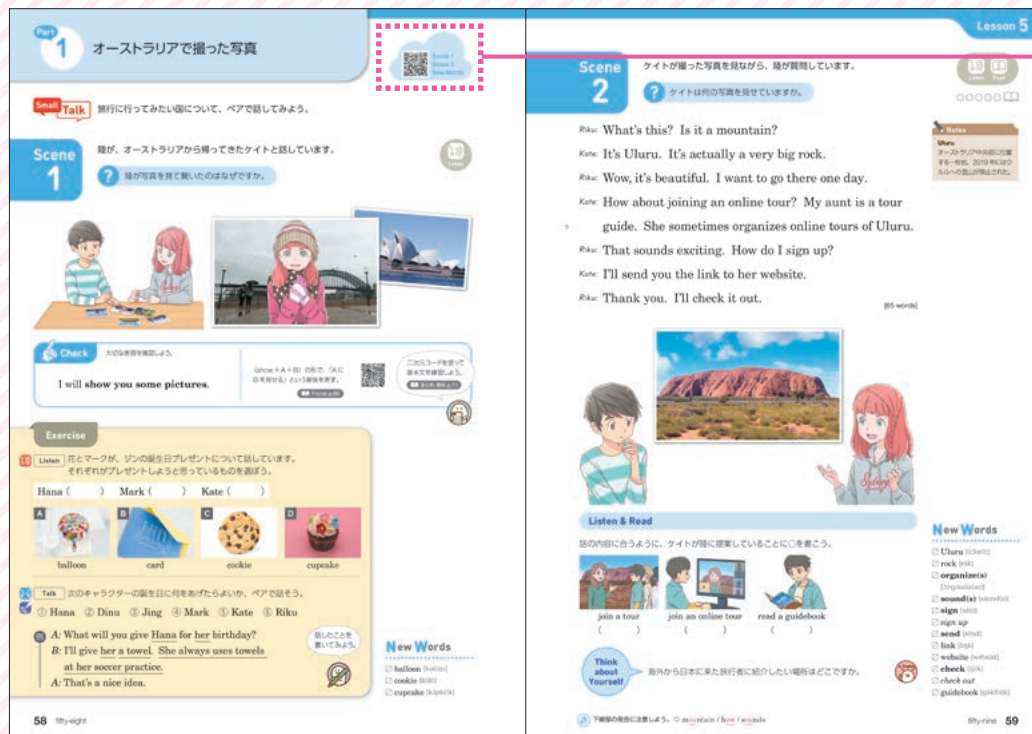 Part
1
オーストラリアで撮った写真
Scene 1
Scene 2
New Words
Small Talk
旅行に行ってみたい国について、ペアで話してみよう。
Scene
1
陸が、オーストラリアから帰ってきたケイトと話しています。
Listen
? 陸が写真を見て驚いたのはなぜですか。
Check
大切な表現を確認しよう。
I will show you some pictures.
〈show + A + B〉の形で、「Aに
Bを見せる」という意味を表す。
二次元コードを使って
基本文を練習しよう。
Exercise
Listen
花とマークが、ジンの誕生日プレゼントについて話しています。
それぞれがプレゼントしようと思っているものを選ぼう。
Hana ( ) Mark ( ) Kate ( )
A B C D
balloon card cookie cupcake
Talk
次のキャラクターの誕生日に何をあげたらよいか、ペアで話そう。
① Hana ② Dinu ③ Jing ④ Mark ⑤ Kate ⑥ Riku
例 A: What will you give Hana for her birthday?
B: I'll give her a towel. She always uses towels
at her soccer practice.
A: That's a nice idea.
話したことを
書いてみよう。
New Words
balloon
cookie
cupcake
58 fifty-eight
Lesson 5
Scene
2
ケイトが撮った写真を見ながら、陸が質問しています。
? ケイトは何の写真を見せていますか。
Listen
Read
Riku: What's this? Is it a mountain?
Kate: It's Uluru. It's actually a very big rock.
Riku: Wow, it's beautiful. I want to go there one day.
Kate: How about joining an online tour? My aunt is a tour
5 guide. She sometimes organizes online tours of Uluru.
Riku: That sounds exciting. How do I sign up?
Kate: I'll send you the link to her website.
Riku: Thank you. I'll check it out.
[65 words]
Notes
Uluru
オーストラリア中央部に位置
する一枚岩。2019年にはウ
ルルへの登山が禁止された。
Sydney
Listen & Read
話の内容に合うように、ケイトが陸に提案していることに○を書こう。
join a tour join an online tour read a guidebook
( ) ( ) ( )
Think
about
Yourself
海外から日本に来た旅行者に紹介したい場所はどこですか。
New Words
Uluru
rock
organize(s)
sound(s)
sign
sign up
send
link
website
check
check out
guidebook
下線部の発音に注意しよう。 mountain / how / sounds
fifty-nine 59